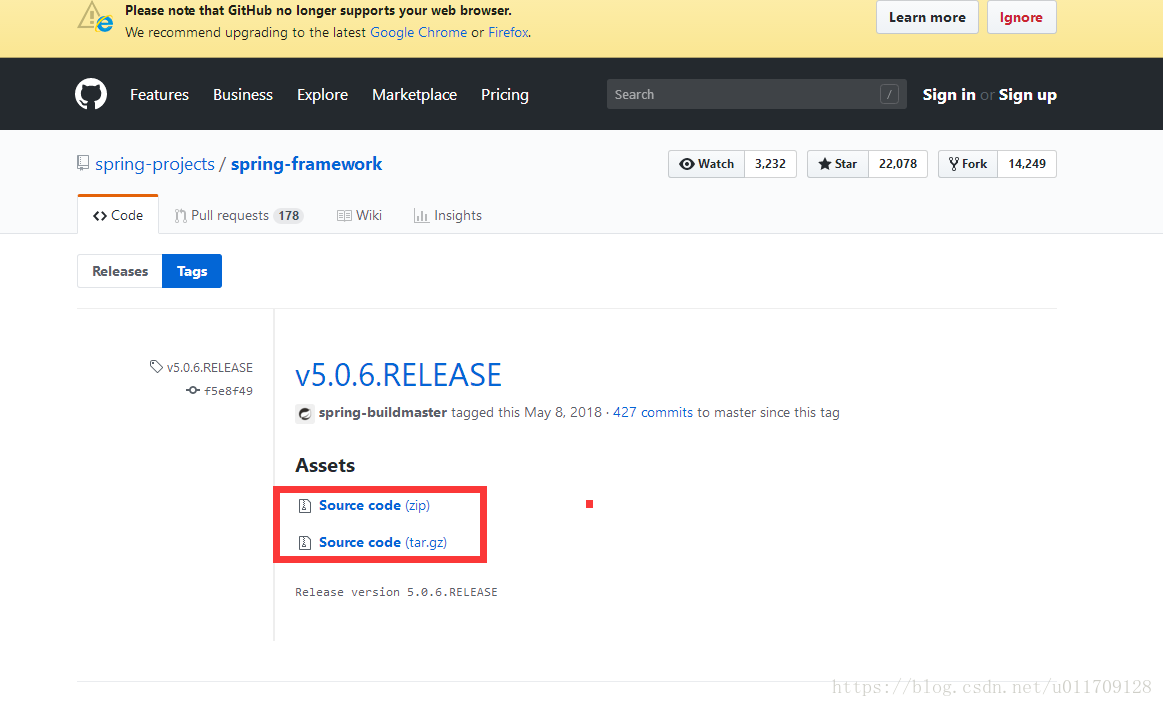 Please note that GitHub no longer supports your web browser.
We recommend upgrading to the latest Google Chrome or Firefox.
Learn more
Ignore
Features Business Explore Marketplace Pricing
Search /
Sign in or Sign up
spring-projects / spring-framework
Watch 3,232
Star 22,078
Fork 14,249
<> Code
Pull requests 178
Wiki
Insights
Releases Tags
v5.0.6.RELEASE
f5e8f49
v5.0.6.RELEASE
spring-buildmaster tagged this May 8, 2018 · 427 commits to master since this tag
Assets
Source code (zip)
Source code (tar.gz)
Release version 5.0.6.RELEASE
https://blog.csdn.net/u011709128